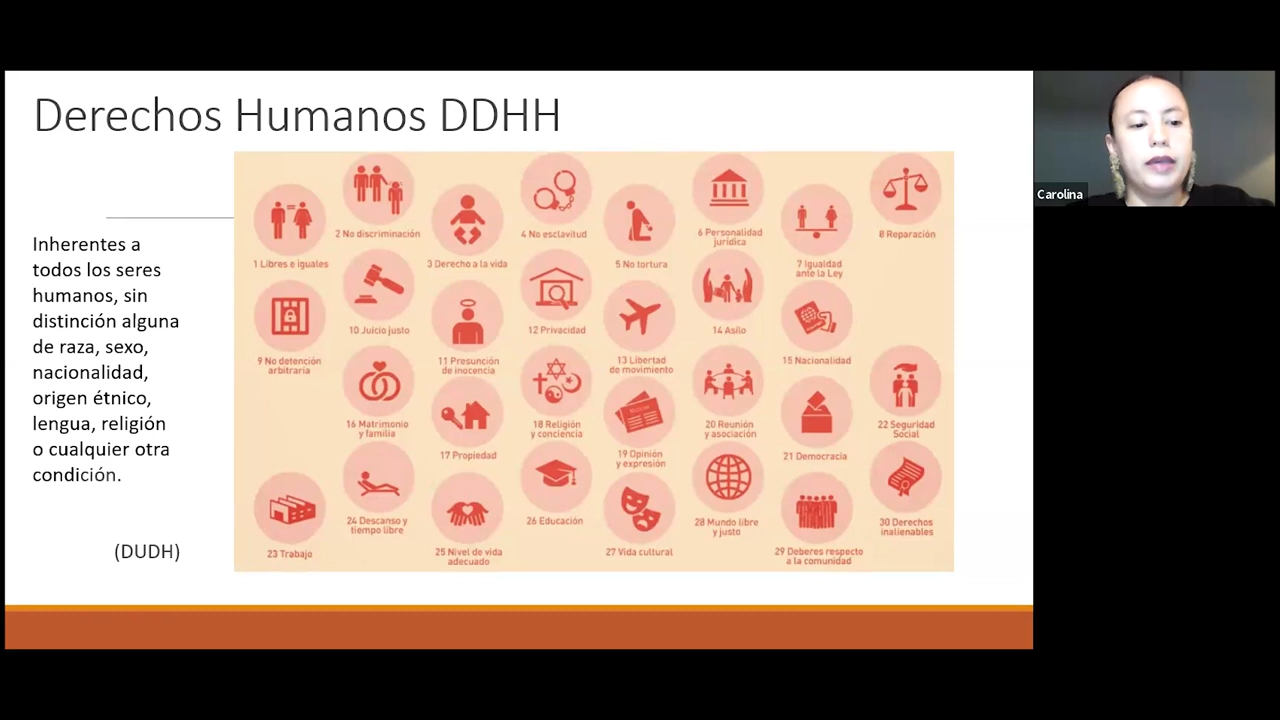 Derechos Humanos DDHH
Inherentes a
todos los seres
humanos, sin
distinción alguna
de raza, sexo,
nacionalidad,
origen étnico,
lengua, religión
o cualquier otra
condición.
(DUDH)
1 Libres e iguales
2 No discriminación
3 Derecho a la vida
4 No esclavitud
5 No tortura
6 Personalidad
jurídica
7 Igualdad
ante la Ley
8 Reparación
9 No detención
arbitraria
10 Juicio justo
11 Presunción
de inocencia
12 Privacidad
13 Libertad
de movimiento
14 Asilo
15 Nacionalidad
16 Matrimonio
y familia
17 Propiedad
18 Religión
y conciencia
19 Opinión
y expresión
20 Reunión
y asociación
21 Democracia
22 Seguridad
Social
23 Trabajo
24 Descanso y
tiempo libre
25 Nivel de vida
adecuado
26 Educación
27 Vida cultural
28 Mundo libre
y justo
29 Deberes respecto
a la comunidad
30 Derechos
inalienables
Carolina